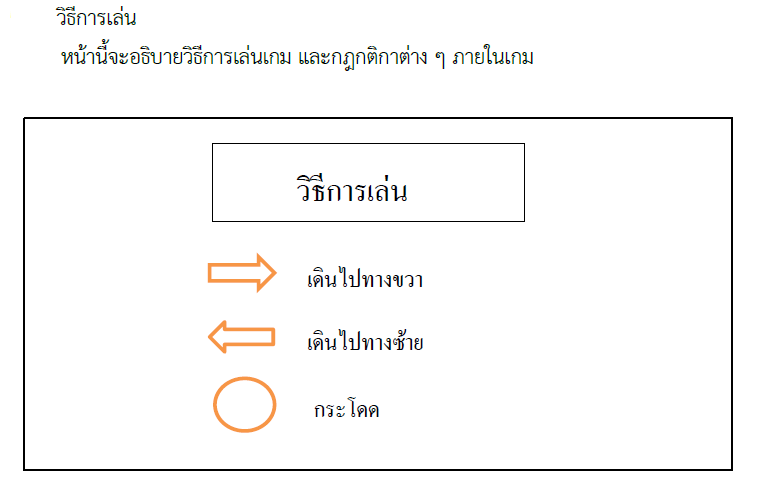 วิธีการเล่น
หน้านี้จะอธิบายวิธีการเล่นเกม และกฎกติกาต่าง ๆ ภายในเกม
วิธีการเล่น
เดินไปทางขวา
เดินไปทางซ้าย
กระโดด